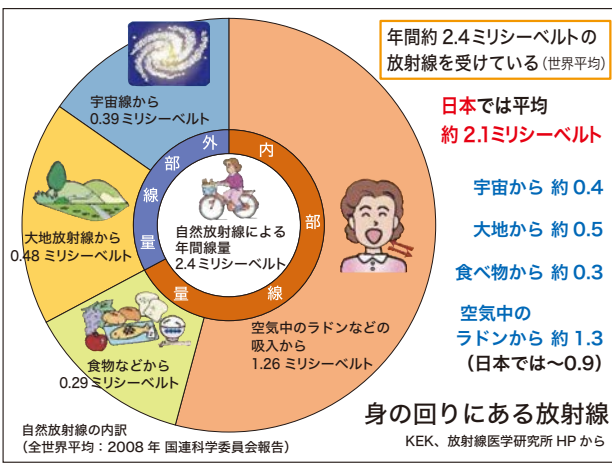 年間約 2.4 ミリシーベルトの
放射線を受けている (世界平均)
日本では平均
約 2.1ミリシーベルト
宇宙から 約 0.4
大地から 約 0.5
食べ物から 約 0.3
空気中の
ラドンから 約 1.3
(日本では〜0.9)
宇宙線から
0.39 ミリシーベルト
大地放射線から
0.48 ミリシーベルト
食物などから
0.29 ミリシーベルト
空気中のラドンなどの
吸入から
1.26 ミリシーベルト
外部線量
内部線量
自然放射線による
年間線量
2.4 ミリシーベルト
自然放射線の内訳
(全世界平均:2008 年 国連科学委員会報告)
身の回りにある放射線
KEK、放射線医学研究所 HP から